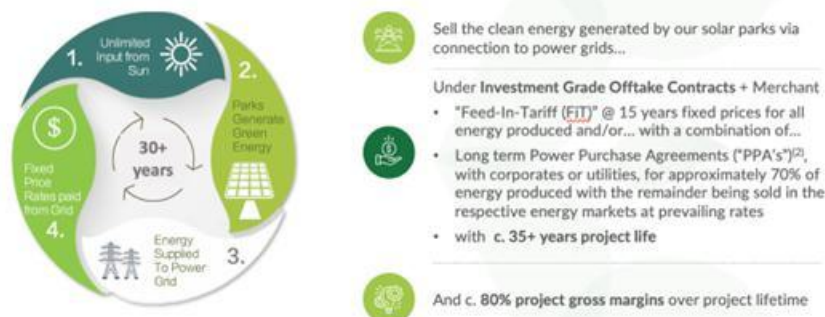 1.
Unlimited
Input from
Sun
2.
Parks
Generate
Green
Energy
30+
years
$
Fixed
Price
Rates paid
from Grid
4.
Energy
Supplied
To Power
Grid
3.
Sell the clean energy generated by our solar parks via
connection to power grids...
Under Investment Grade Offtake Contracts + Merchant
• "Feed-In-Tariff (FiT)" @ 15 years fixed prices for all
energy produced and/or... with a combination of...
• Long term Power Purchase Agreements ("PPA's")(2),
with corporates or utilities, for approximately 70% of
energy produced with the remainder being sold in the
respective energy markets at prevailing rates
• with c. 35+ years project life
And c. 80% project gross margins over project lifetime